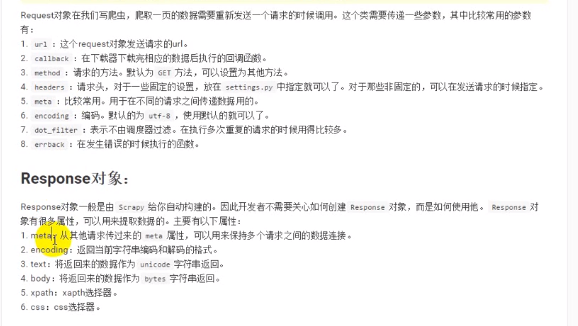 Request对象在我们写爬虫，爬取一页的数据需要重新发送一个请求的时候调用。这个类需要传递一些参数，其中比较常用的参数
有：
1. url：这个request对象发送请求的url。
2. callback：在下载器下载完相应的数据后执行的回调函数。
3. method：请求的方法。默认为 GET 方法，可以设置为其他方法。
4. headers：请求头，对于一些固定的设置，放在 settings.py 中指定就可以了。对于那些非固定的，可以在发送请求的时候指定。
5. meta：比较常用。用于在不同的请求之间传递数据用的。
6. encoding：编码。默认的为 utf-8 ，使用默认的就可以了。
7. dot_filter：表示不由调度器过滤。在执行多次重复的请求的时候用得比较多。
8. errback：在发生错误的时候执行的函数。
Response对象：
Response对象一般是由 Scrapy 给你自动构建的。因此开发者不需要关心如何创建 Response 对象，而是如何使用他。 Response 对
象有很多属性，可以用来提取数据的。主要有以下属性：
1. meta：从其他请求传过来的 meta 属性，可以用来保持多个请求之间的数据连接。
2. encoding：返回当前字符串编码和解码的格式。
3. text：将返回来的数据作为 unicode 字符串返回。
4. body：将返回来的数据作为 bytes 字符串返回。
5. xpath：xapth选择器。
6. css：css选择器。